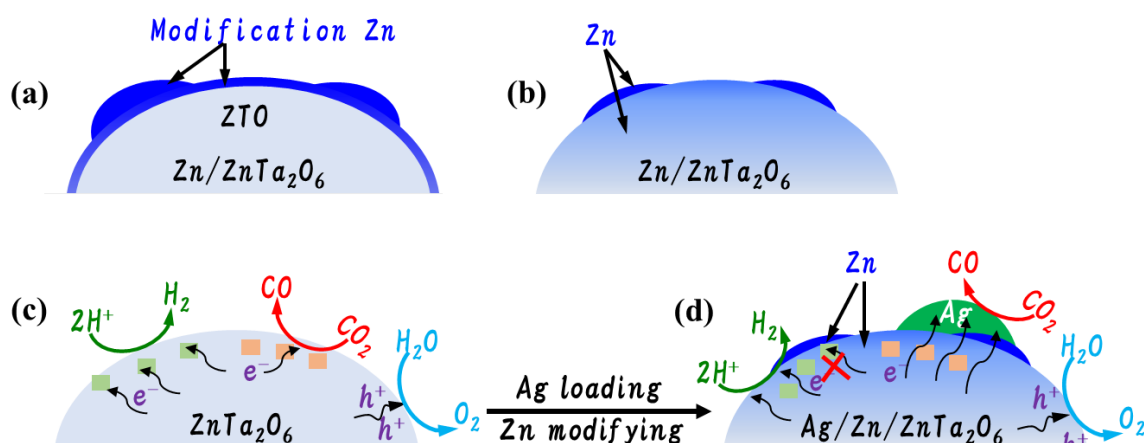 Modification Zn
(a)
ZTO
Zn/ZnTa₂O₆
Zn
(b)
Zn/ZnTa₂O₆
(c)
2H⁺
H₂
CO
CO₂
H₂O
e⁻
e⁻
h⁺
h⁺
O₂
ZnTa₂O₆
Ag loading
Zn modifying
(d)
Zn
CO
Ag
CO₂
H₂
2H⁺
H₂O
e
e⁻
h⁺
h⁺
O₂
Ag/Zn/ZnTa₂O₆